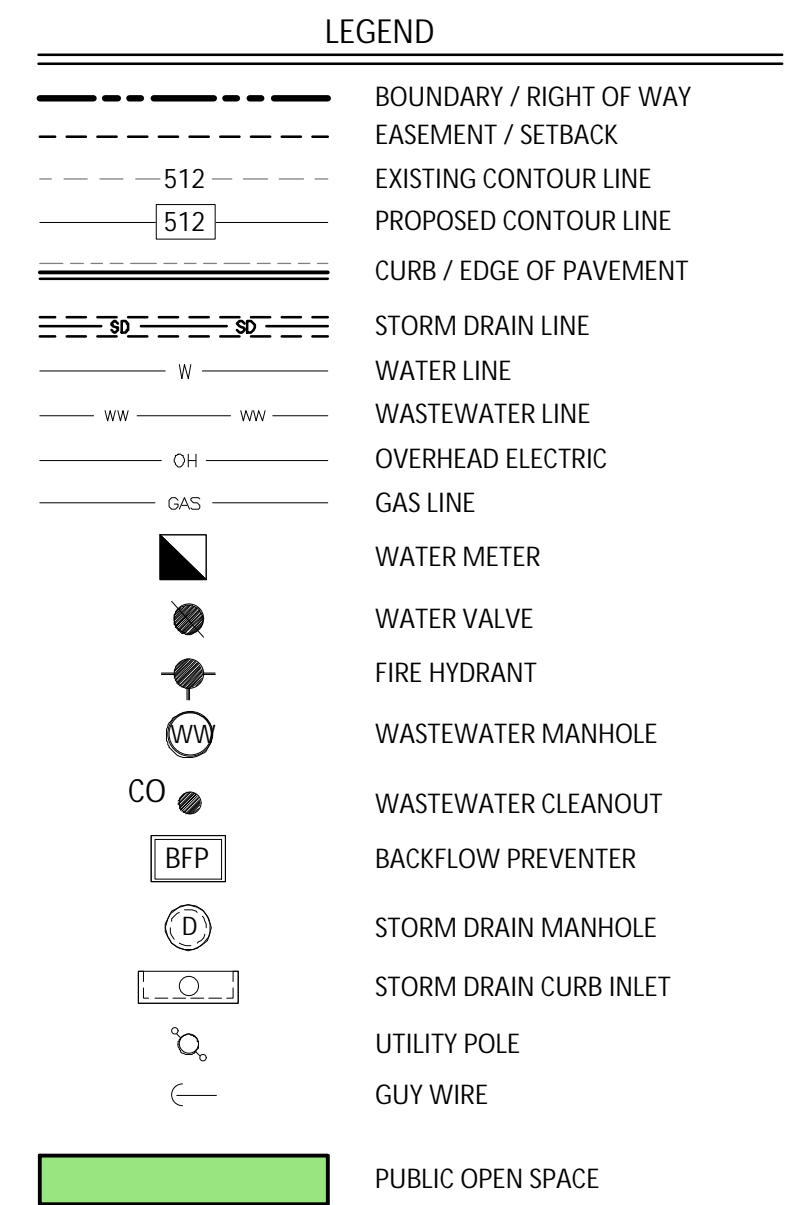 LEGEND
BOUNDARY / RIGHT OF WAY
EASEMENT / SETBACK
512 EXISTING CONTOUR LINE
512 PROPOSED CONTOUR LINE
CURB / EDGE OF PAVEMENT
SD SD STORM DRAIN LINE
W WATER LINE
WW WW WASTEWATER LINE
OH OVERHEAD ELECTRIC
GAS GAS LINE
WATER METER
WATER VALVE
FIRE HYDRANT
WW WASTEWATER MANHOLE
CO WASTEWATER CLEANOUT
BFP BACKFLOW PREVENTER
D STORM DRAIN MANHOLE
STORM DRAIN CURB INLET
UTILITY POLE
GUY WIRE
PUBLIC OPEN SPACE